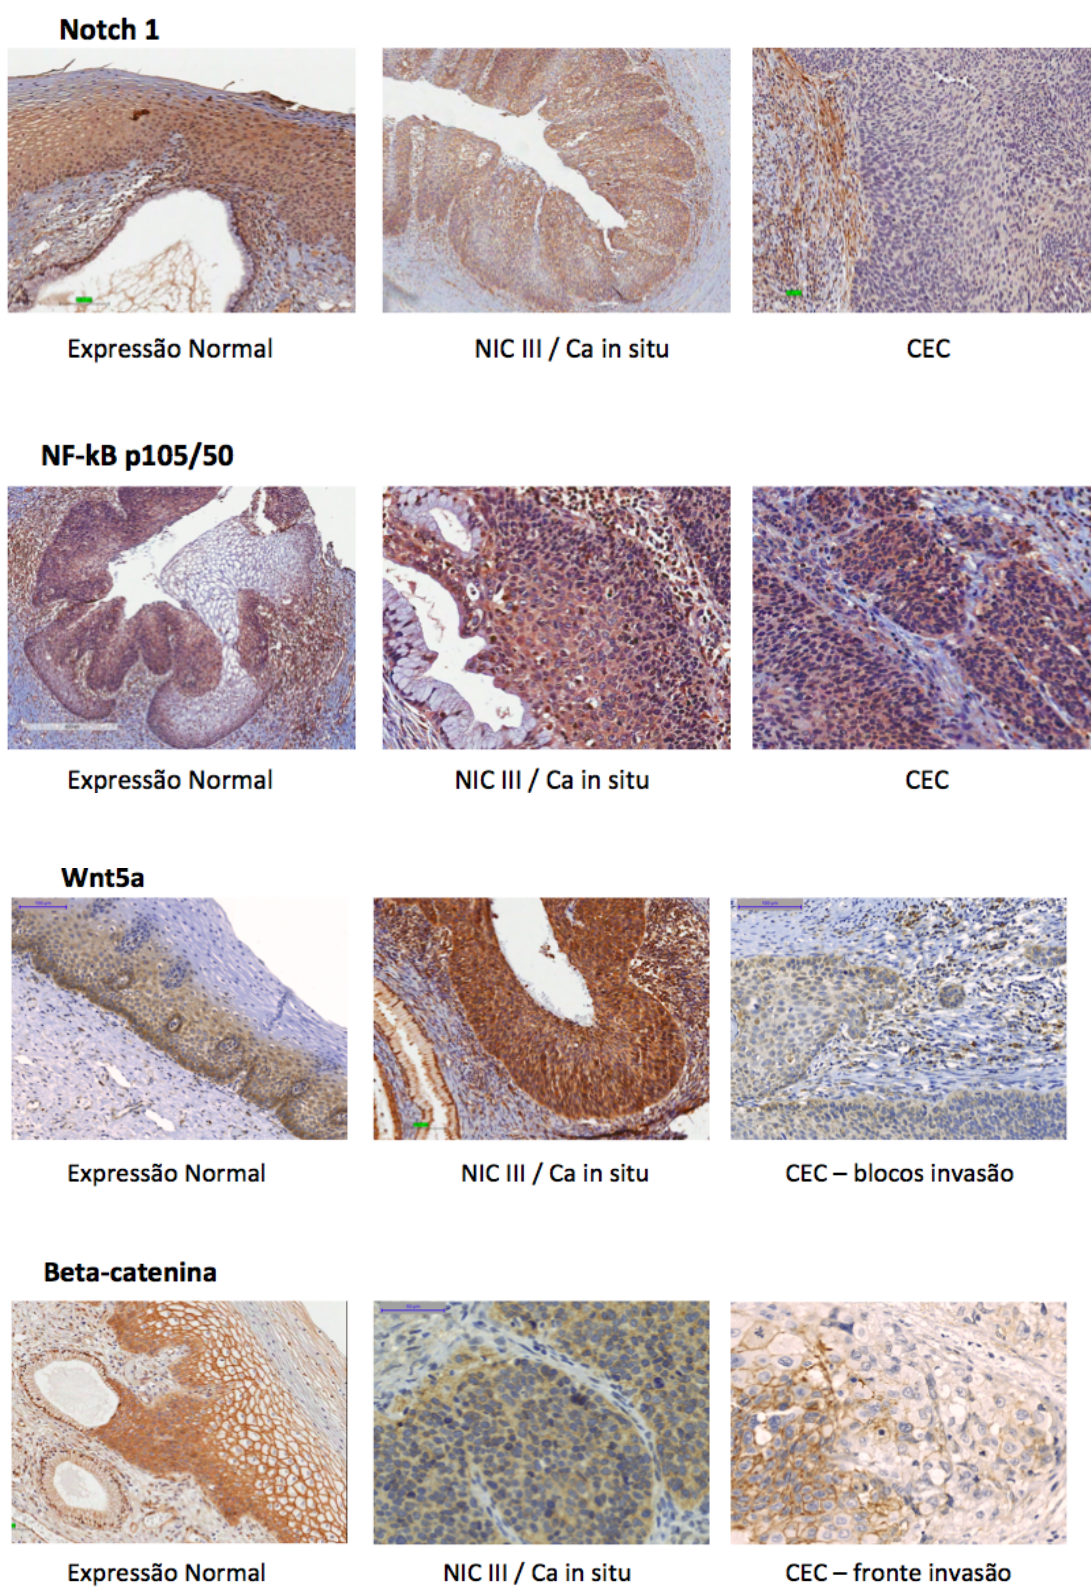 Notch 1
Expressão Normal
NIC III / Ca in situ
CEC
NF-kB p105/50
Expressão Normal
NIC III / Ca in situ
CEC
Wnt5a
Expressão Normal
NIC III / Ca in situ
CEC – blocos invasão
Beta-catenina
Expressão Normal
NIC III / Ca in situ
CEC – fronte invasão